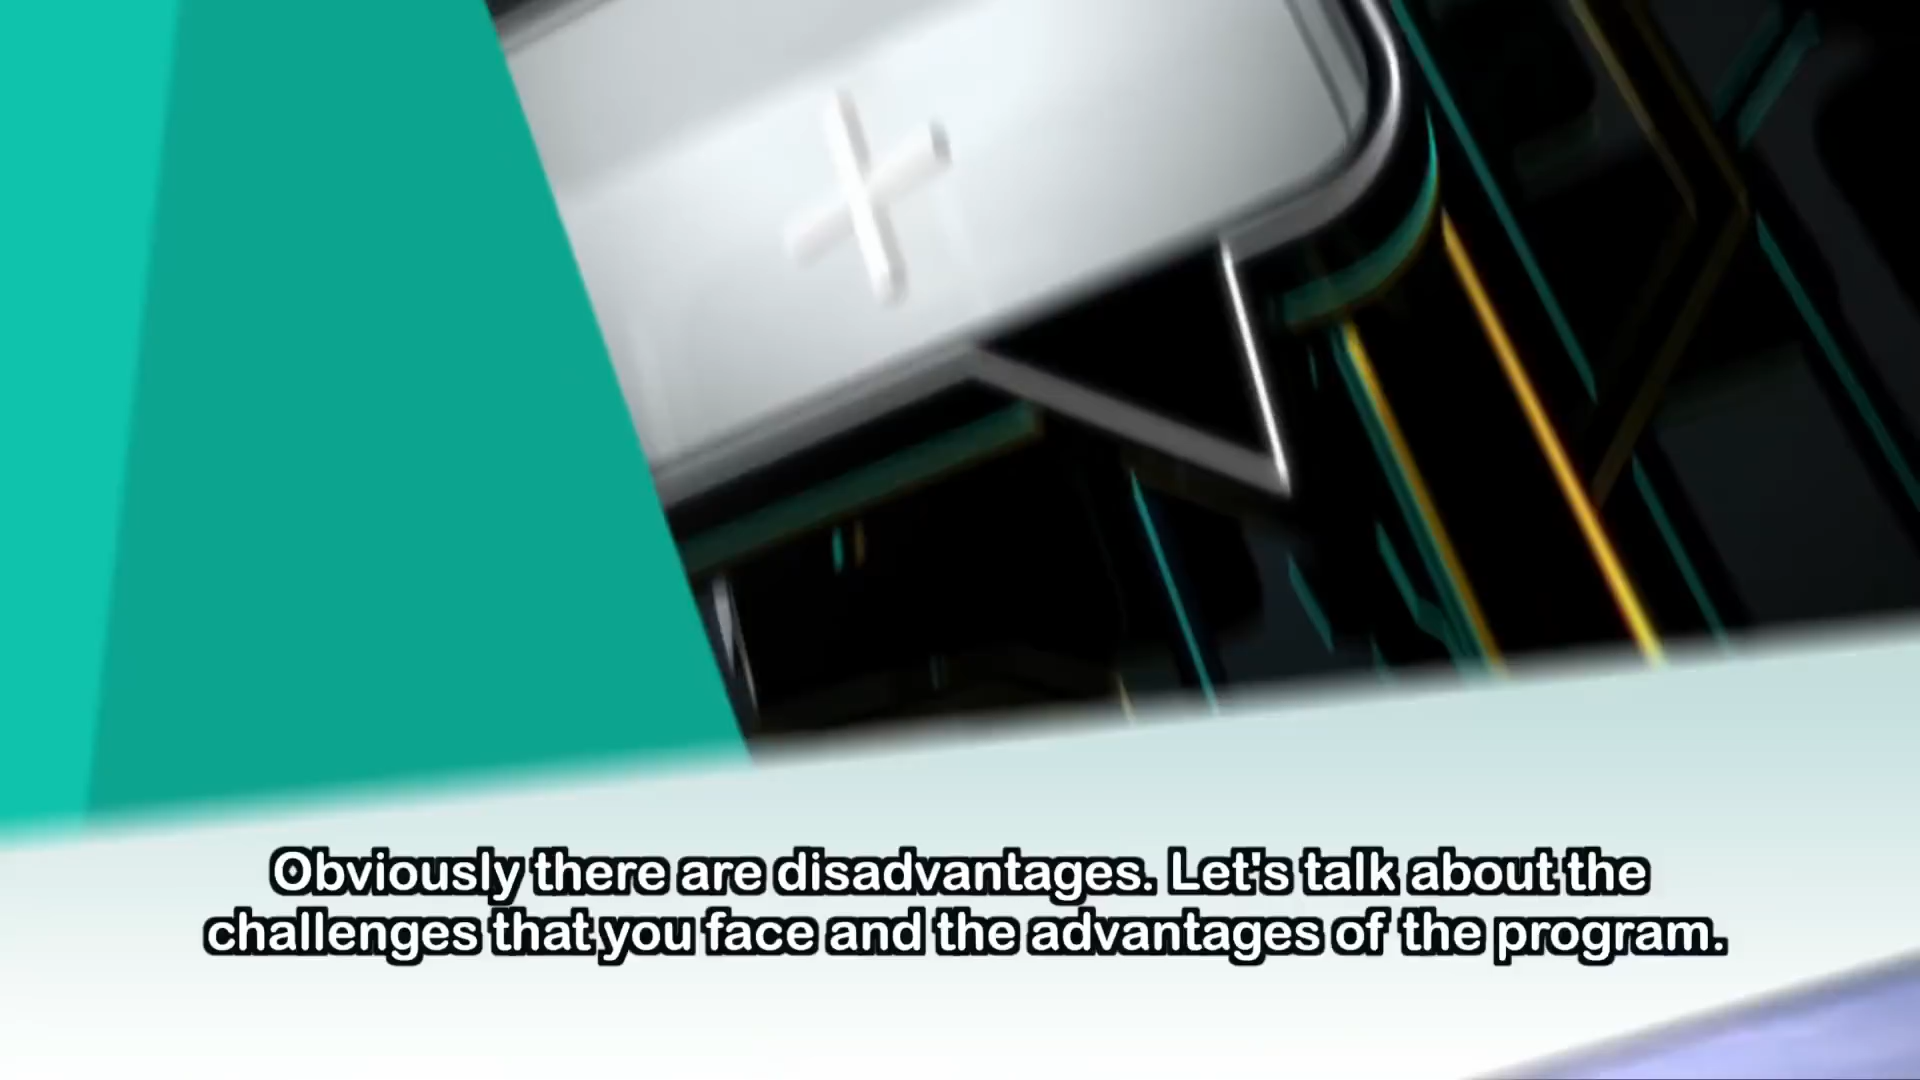 Obviously there are disadvantages. Let's talk about the
challenges that you face and the advantages of the program.